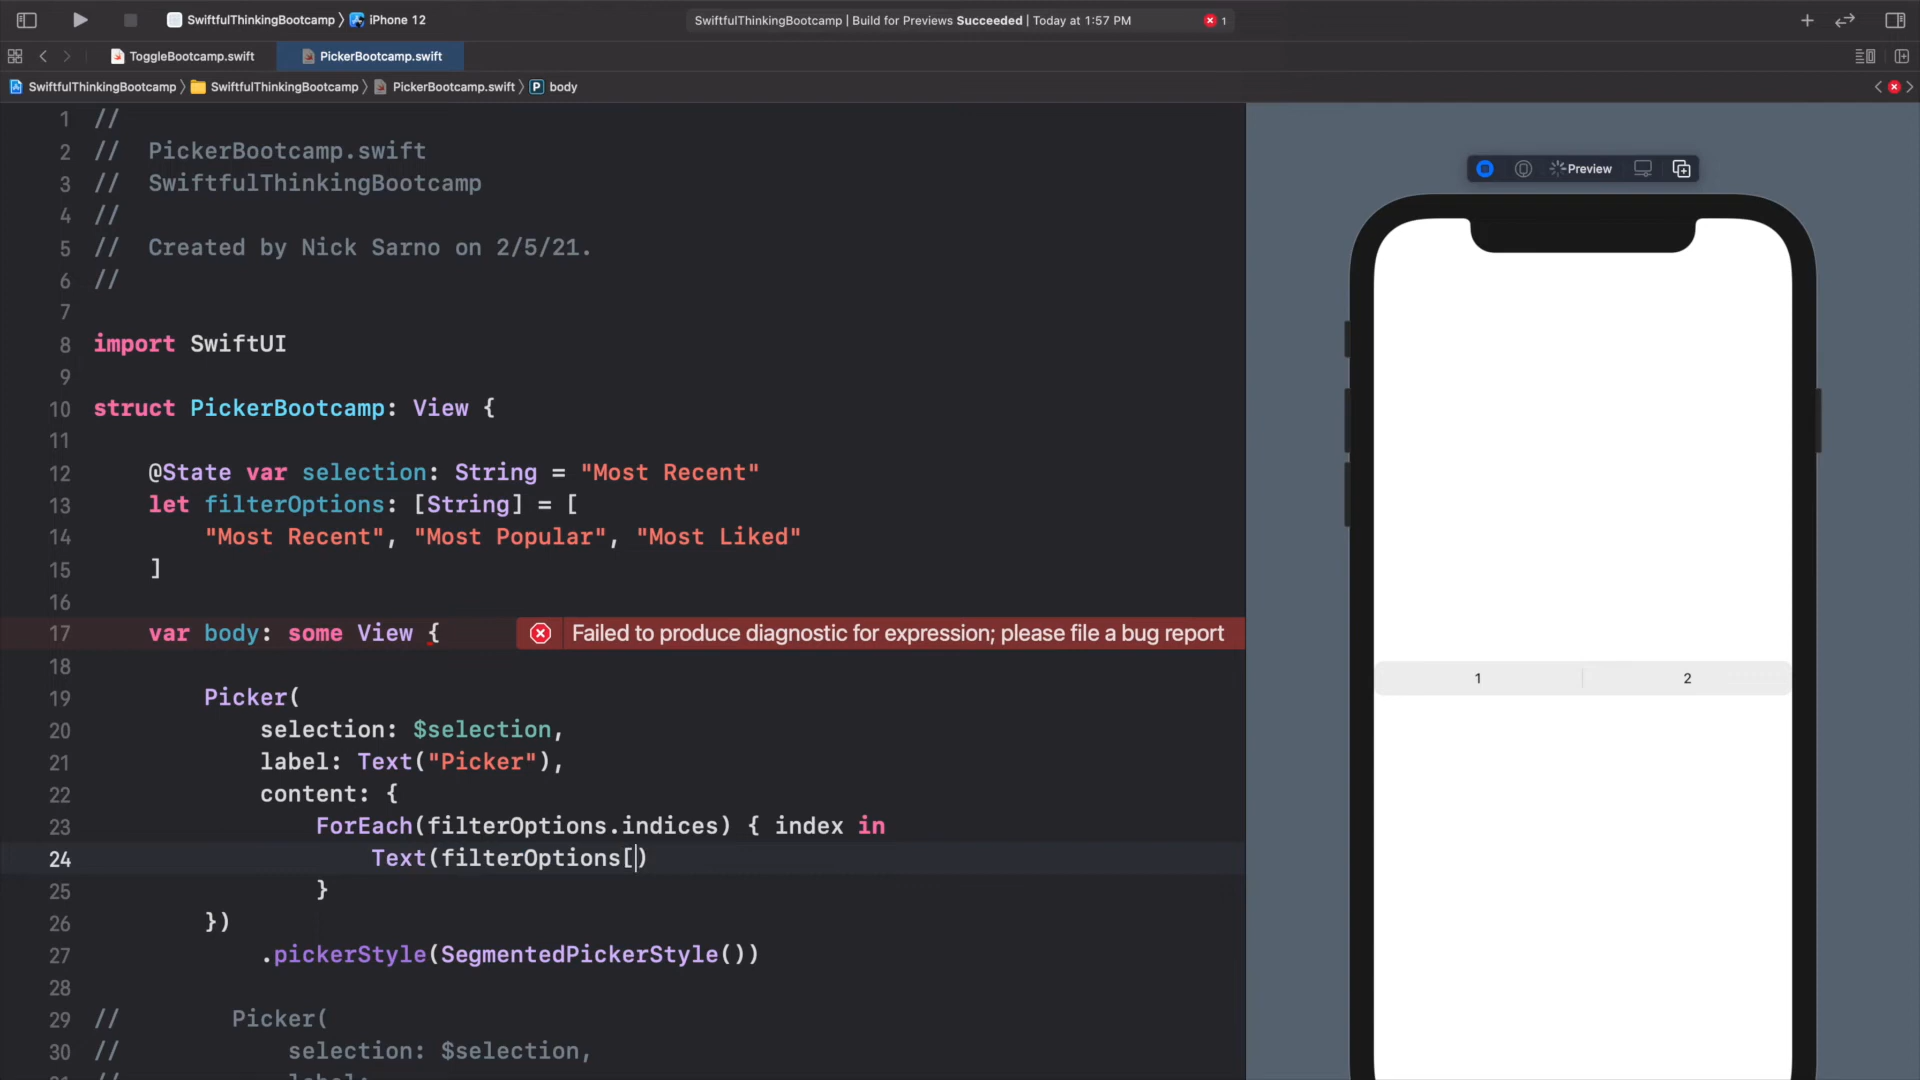 SwiftfulThinkingBootcamp 〉 iPhone 12
SwiftfulThinkingBootcamp | Build for Previews Succeeded | Today at 1:57 PM
1
ToggleBootcamp.swift
PickerBootcamp.swift
SwiftfulThinkingBootcamp 〉 SwiftfulThinkingBootcamp 〉 PickerBootcamp.swift 〉 P body
1 //
2 //  PickerBootcamp.swift
3 //  SwiftfulThinkingBootcamp
4 //
5 //  Created by Nick Sarno on 2/5/21.
6 //
7
8 import SwiftUI
9
10 struct PickerBootcamp: View {
11
12     @State var selection: String = "Most Recent"
13     let filterOptions: [String] = [
14         "Most Recent", "Most Popular", "Most Liked"
15     ]
16
17     var body: some View {
Failed to produce diagnostic for expression; please file a bug report
18
19         Picker(
20             selection: $selection,
21             label: Text("Picker"),
22             content: {
23                 ForEach(filterOptions.indices) { index in
24                     Text(filterOptions[)
25                 }
26         })
27             .pickerStyle(SegmentedPickerStyle())
28
29 //        Picker(
30 //            selection: $selection,
Preview
1
2